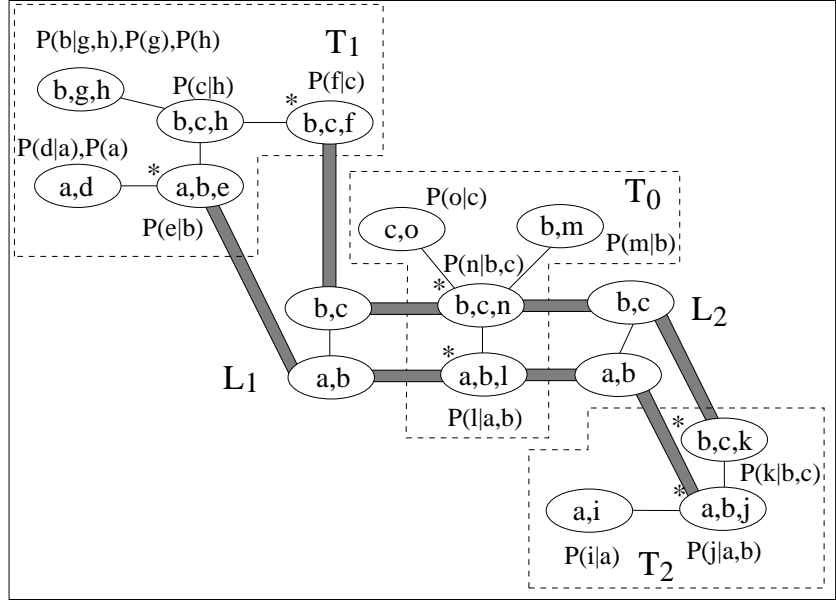 P(b|g,h),P(g),P(h)
T1
P(c|h)
P(f|c)
b,g,h
*
b,c,h
b,c,f
P(d|a),P(a)
*
a,d
a,b,e
P(e|b)
T0
P(o|c)
c,o
b,m
P(m|b)
P(n|b,c)
*
b,c
b,c,n
b,c
L2
*
L1
a,b
a,b,l
a,b
P(l|a,b)
*
b,c,k
P(k|b,c)
*
a,i
a,b,j
P(i|a)
T2
P(j|a,b)